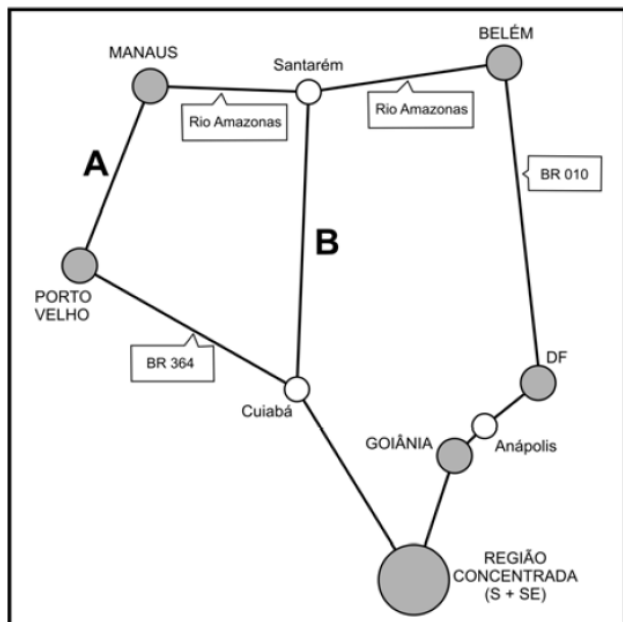 BELÉM
MANAUS
Santarém
Rio Amazonas
Rio Amazonas
A
BR 010
B
PORTO
VELHO
BR 364
DF
Cuiabá
GOIÂNIA
Anápolis
REGIÃO
CONCENTRADA
(S + SE)